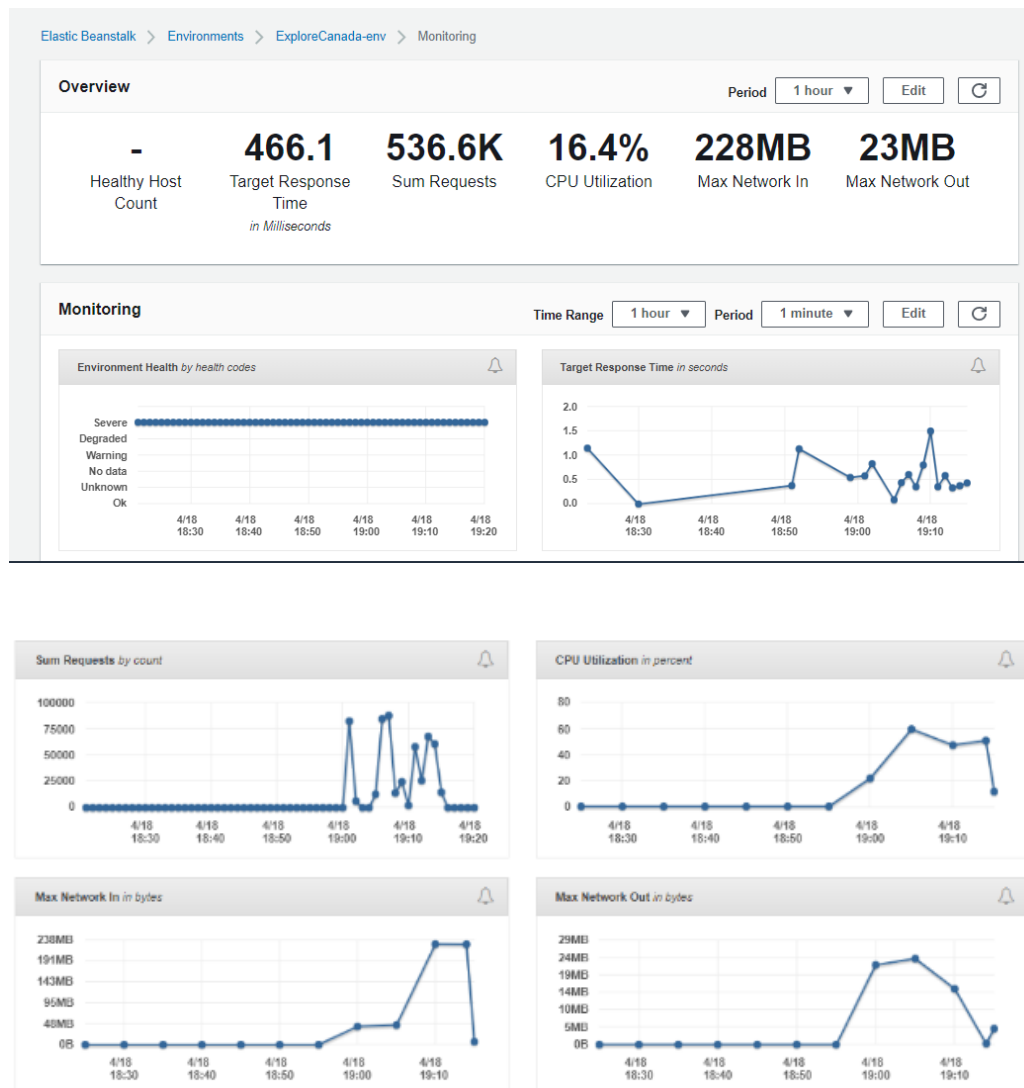 Elastic Beanstalk > Environments > ExploreCanada-env > Monitoring
Overview
Period 1 hour ▼ Edit
- 466.1 536.6K 16.4% 228MB 23MB
Healthy Host Target Response Sum Requests CPU Utilization Max Network In Max Network Out
Count Time
in Milliseconds
Monitoring
Time Range 1 hour ▼ Period 1 minute ▼ Edit
Environment Health by health codes
Severe
Degraded
Warning
No data
Unknown
Ok
4/18 4/18 4/18 4/18 4/18 4/18
18:30 18:40 18:50 19:00 19:10 19:20
Target Response Time in seconds
2.0
1.5
1.0
0.5
0.0
4/18 4/18 4/18 4/18 4/18
18:30 18:40 18:50 19:00 19:10
Sum Requests by count
100000
75000
50000
25000
0
4/18 4/18 4/18 4/18 4/18 4/18
18:30 18:40 18:50 19:00 19:10 19:20
CPU Utilization in percent
80
60
40
20
0
4/18 4/18 4/18 4/18 4/18
18:30 18:40 18:50 19:00 19:10
Max Network In in bytes
238MB
191MB
143MB
95MB
48MB
0B
4/18 4/18 4/18 4/18 4/18
18:30 18:40 18:50 19:00 19:10
Max Network Out in bytes
29MB
24MB
19MB
14MB
10MB
5MB
0B
4/18 4/18 4/18 4/18 4/18
18:30 18:40 18:50 19:00 19:10